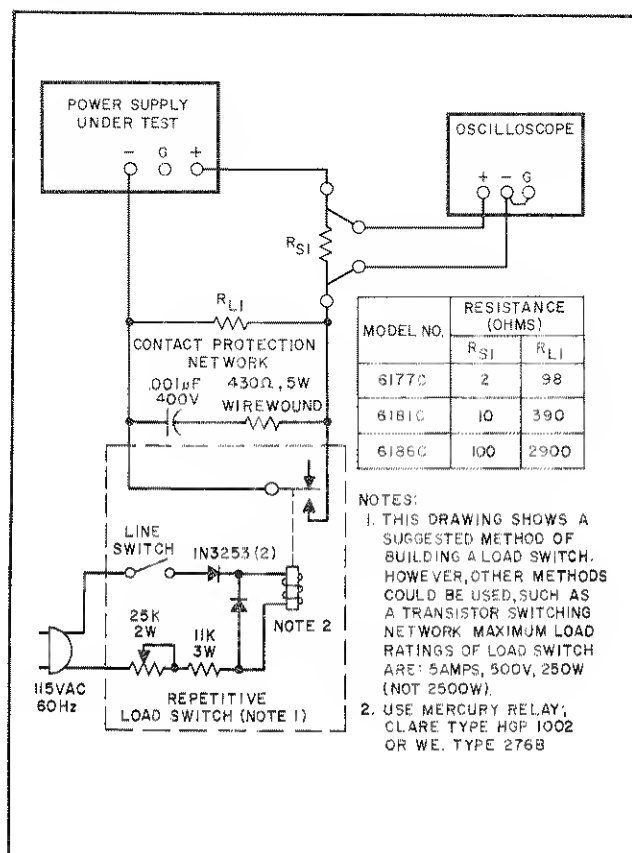 POWER SUPPLY
UNDER TEST
− G +
OSCILLOSCOPE
+ − G
RS1
RL1
CONTACT PROTECTION
NETWORK
.001µF
400V
430Ω, 5W
WIREWOUND
MODEL NO.
RESISTANCE
(OHMS)
RS1 RL1
6177C 2 98
6181C 10 390
6186C 100 2900
LINE
SWITCH
1N3253 (2)
NOTE 2
25K
2W
11K
3W
115VAC
60Hz
REPETITIVE
LOAD SWITCH (NOTE 1)
NOTES:
1. THIS DRAWING SHOWS A
SUGGESTED METHOD OF
BUILDING A LOAD SWITCH.
HOWEVER, OTHER METHODS
COULD BE USED, SUCH AS
A TRANSISTOR SWITCHING
NETWORK MAXIMUM LOAD
RATINGS OF LOAD SWITCH
ARE: 5AMPS, 500V, 250W
(NOT 2500W).
2. USE MERCURY RELAY;
CLARE TYPE HGP 1002
OR WE. TYPE 276B